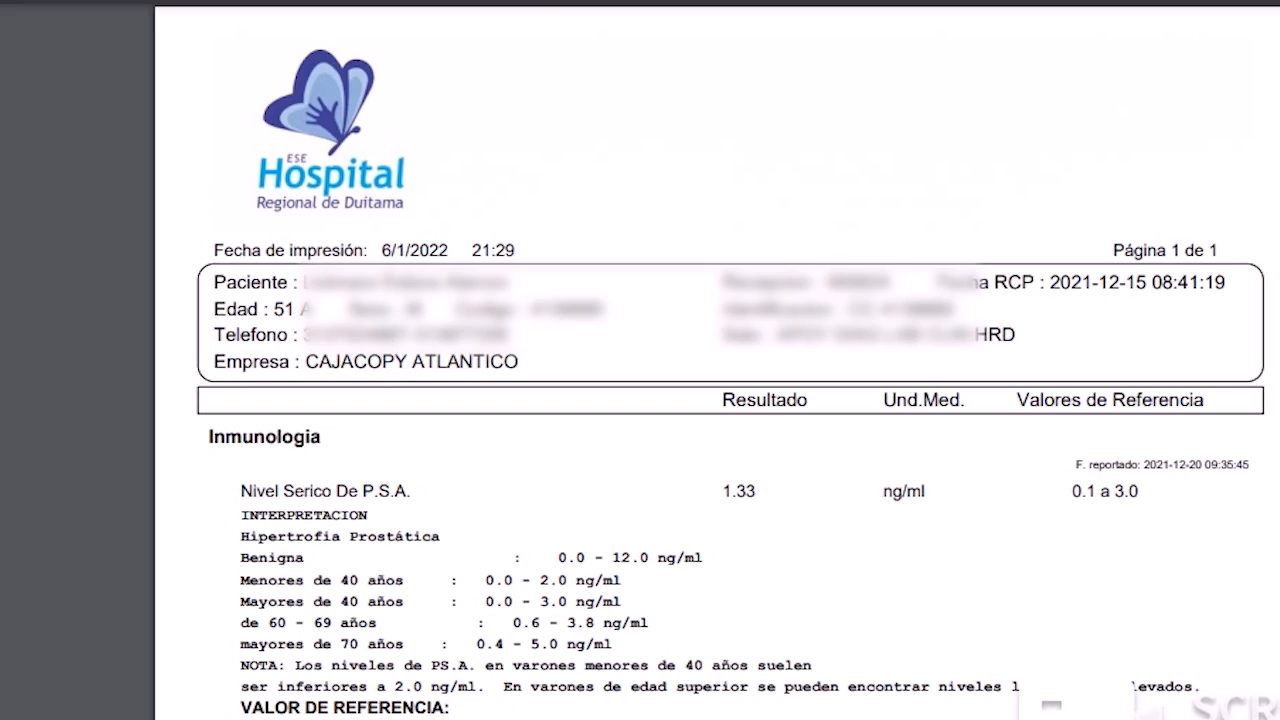 ESE
Hospital
Regional de Duitama
Fecha de impresión: 6/1/2022 21:29 Página 1 de 1
Paciente : RCP : 2021-12-15 08:41:19
Edad : 51 A
Telefono : HRD
Empresa : CAJACOPY ATLANTICO
Resultado Und.Med. Valores de Referencia
Inmunologia
F. reportado: 2021-12-20 09:35:45
Nivel Serico De P.S.A. 1.33 ng/ml 0.1 a 3.0
INTERPRETACION
Hipertrofia Prostática
Benigna : 0.0 - 12.0 ng/ml
Menores de 40 años : 0.0 - 2.0 ng/ml
Mayores de 40 años : 0.0 - 3.0 ng/ml
de 60 - 69 años : 0.6 - 3.8 ng/ml
mayores de 70 años : 0.4 - 5.0 ng/ml
NOTA: Los niveles de PS.A. en varones menores de 40 años suelen
ser inferiores a 2.0 ng/ml. En varones de edad superior se pueden encontrar niveles
VALOR DE REFERENCIA: